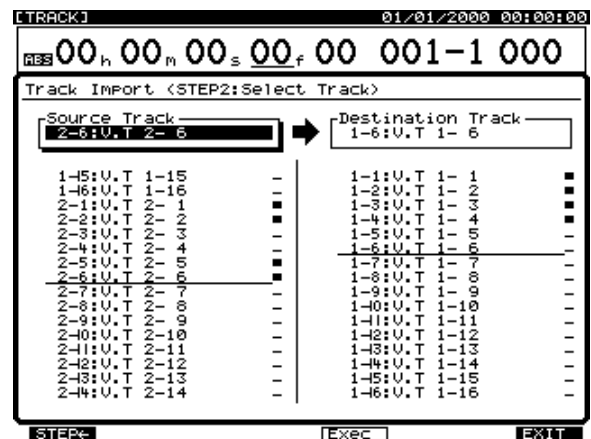 [TRACK] 01/01/2000 00:00:00
ABS 00 h 00 m 00 s 00 f 00 001-1 000
Track Import <STEP2:Select Track>
Source Track
2-6:V.T 2- 6
Destination Track
1-6:V.T 1- 6
1-15:V.T 1-15
1-16:V.T 1-16
2-1:V.T 2- 1
2-2:V.T 2- 2
2-3:V.T 2- 3
2-4:V.T 2- 4
2-5:V.T 2- 5
2-6:V.T 2- 6
2-7:V.T 2- 7
2-8:V.T 2- 8
2-9:V.T 2- 9
2-10:V.T 2-10
2-11:V.T 2-11
2-12:V.T 2-12
2-13:V.T 2-13
2-14:V.T 2-14
1-1:V.T 1- 1
1-2:V.T 1- 2
1-3:V.T 1- 3
1-4:V.T 1- 4
1-5:V.T 1- 5
1-6:V.T 1- 6
1-7:V.T 1- 7
1-8:V.T 1- 8
1-9:V.T 1- 9
1-10:V.T 1-10
1-11:V.T 1-11
1-12:V.T 1-12
1-13:V.T 1-13
1-14:V.T 1-14
1-15:V.T 1-15
1-16:V.T 1-16
STEP← Exec EXIT